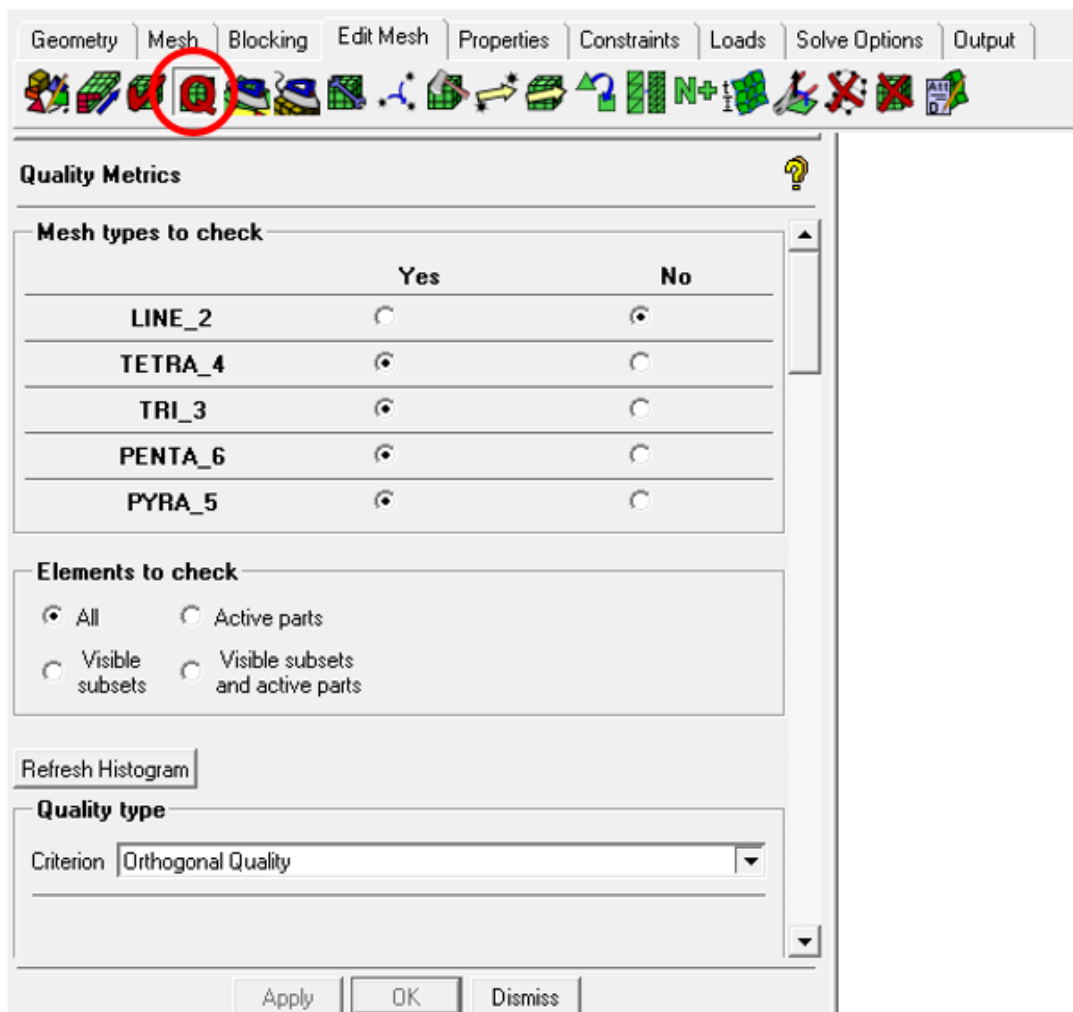 Geometry Mesh Blocking Edit Mesh Properties Constraints Loads Solve Options Output
Q N+ Att D
Quality Metrics
Mesh types to check
Yes No
LINE_2
TETRA_4
TRI_3
PENTA_6
PYRA_5
Elements to check
All Active parts
Visible subsets
Visible subsets and active parts
Refresh Histogram
Quality type
Criterion Orthogonal Quality
Apply OK Dismiss